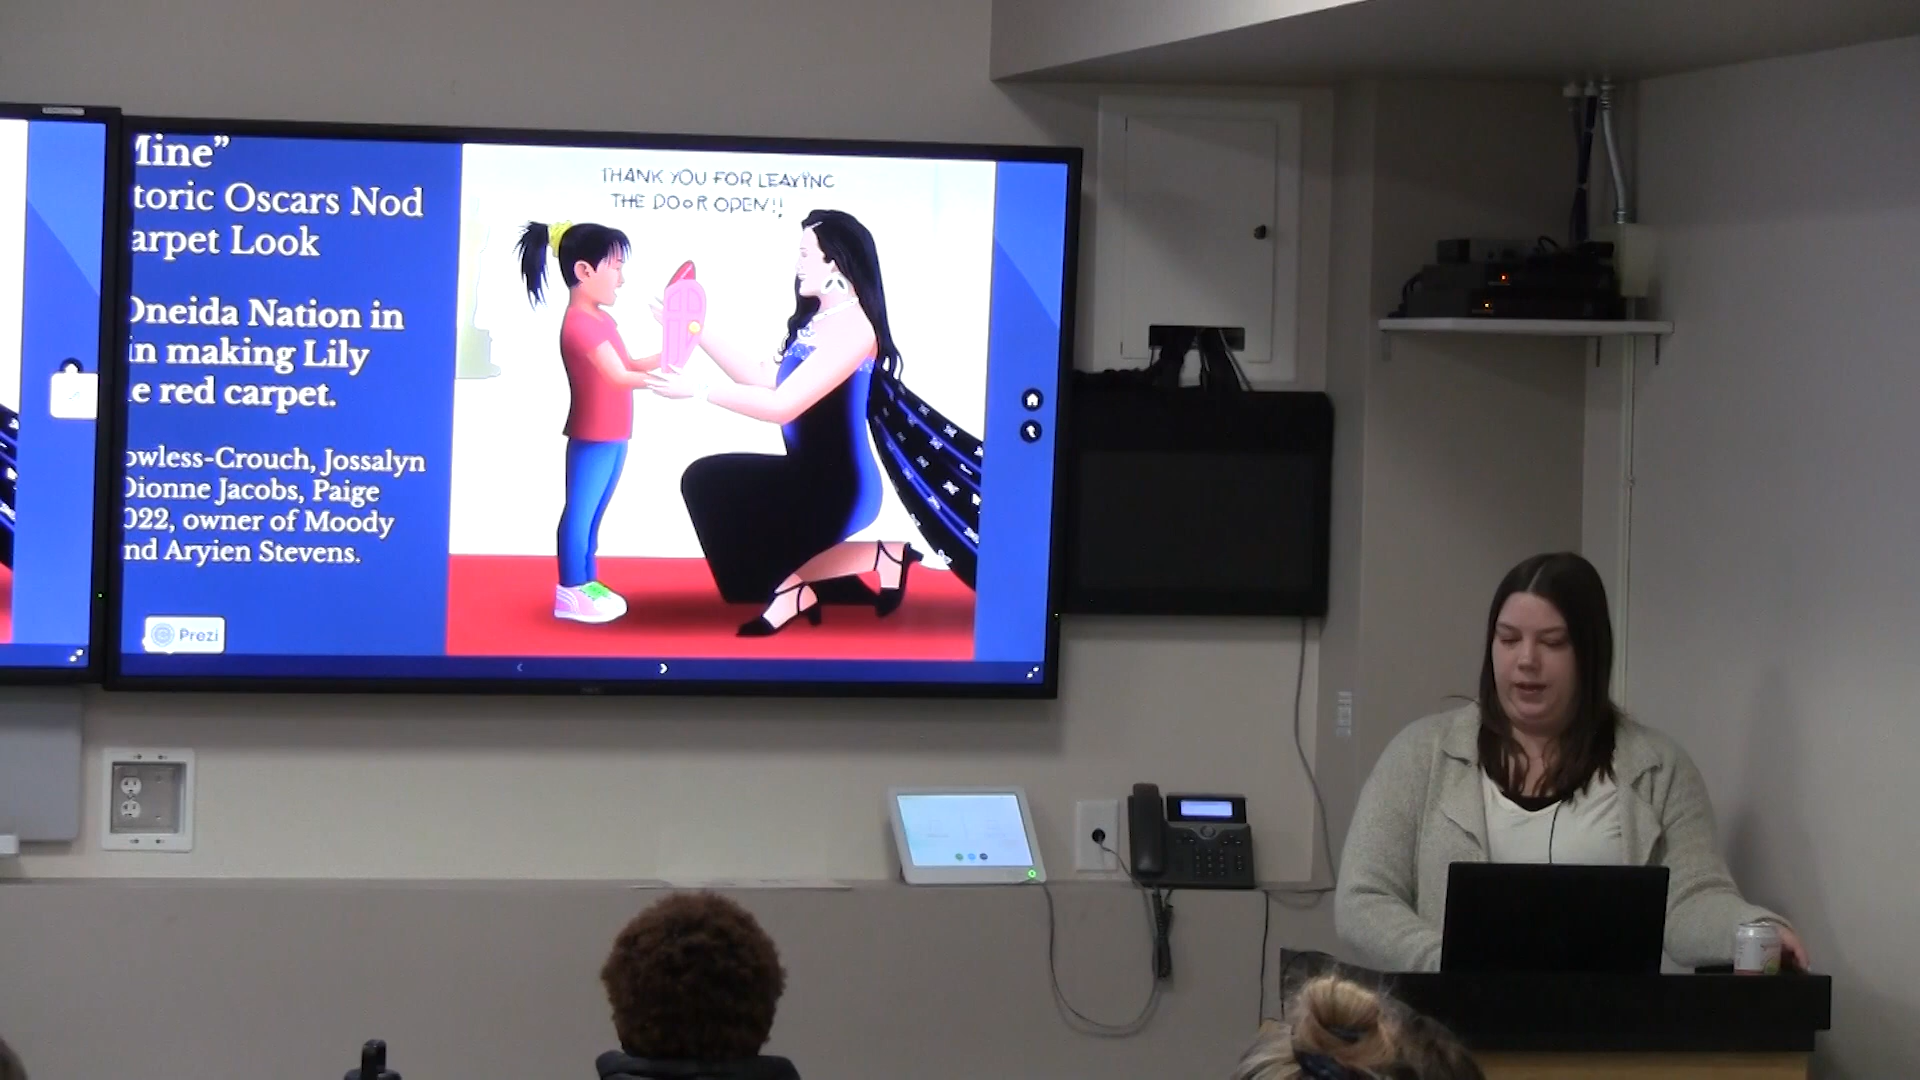 Mine”
toric Oscars Nod
arpet Look
Oneida Nation in
in making Lily
e red carpet.
owless-Crouch, Jossalyn
Dionne Jacobs, Paige
022, owner of Moody
nd Aryien Stevens.
THANK YOU FOR LEAVING
THE DOOR OPEN!!
Prezi